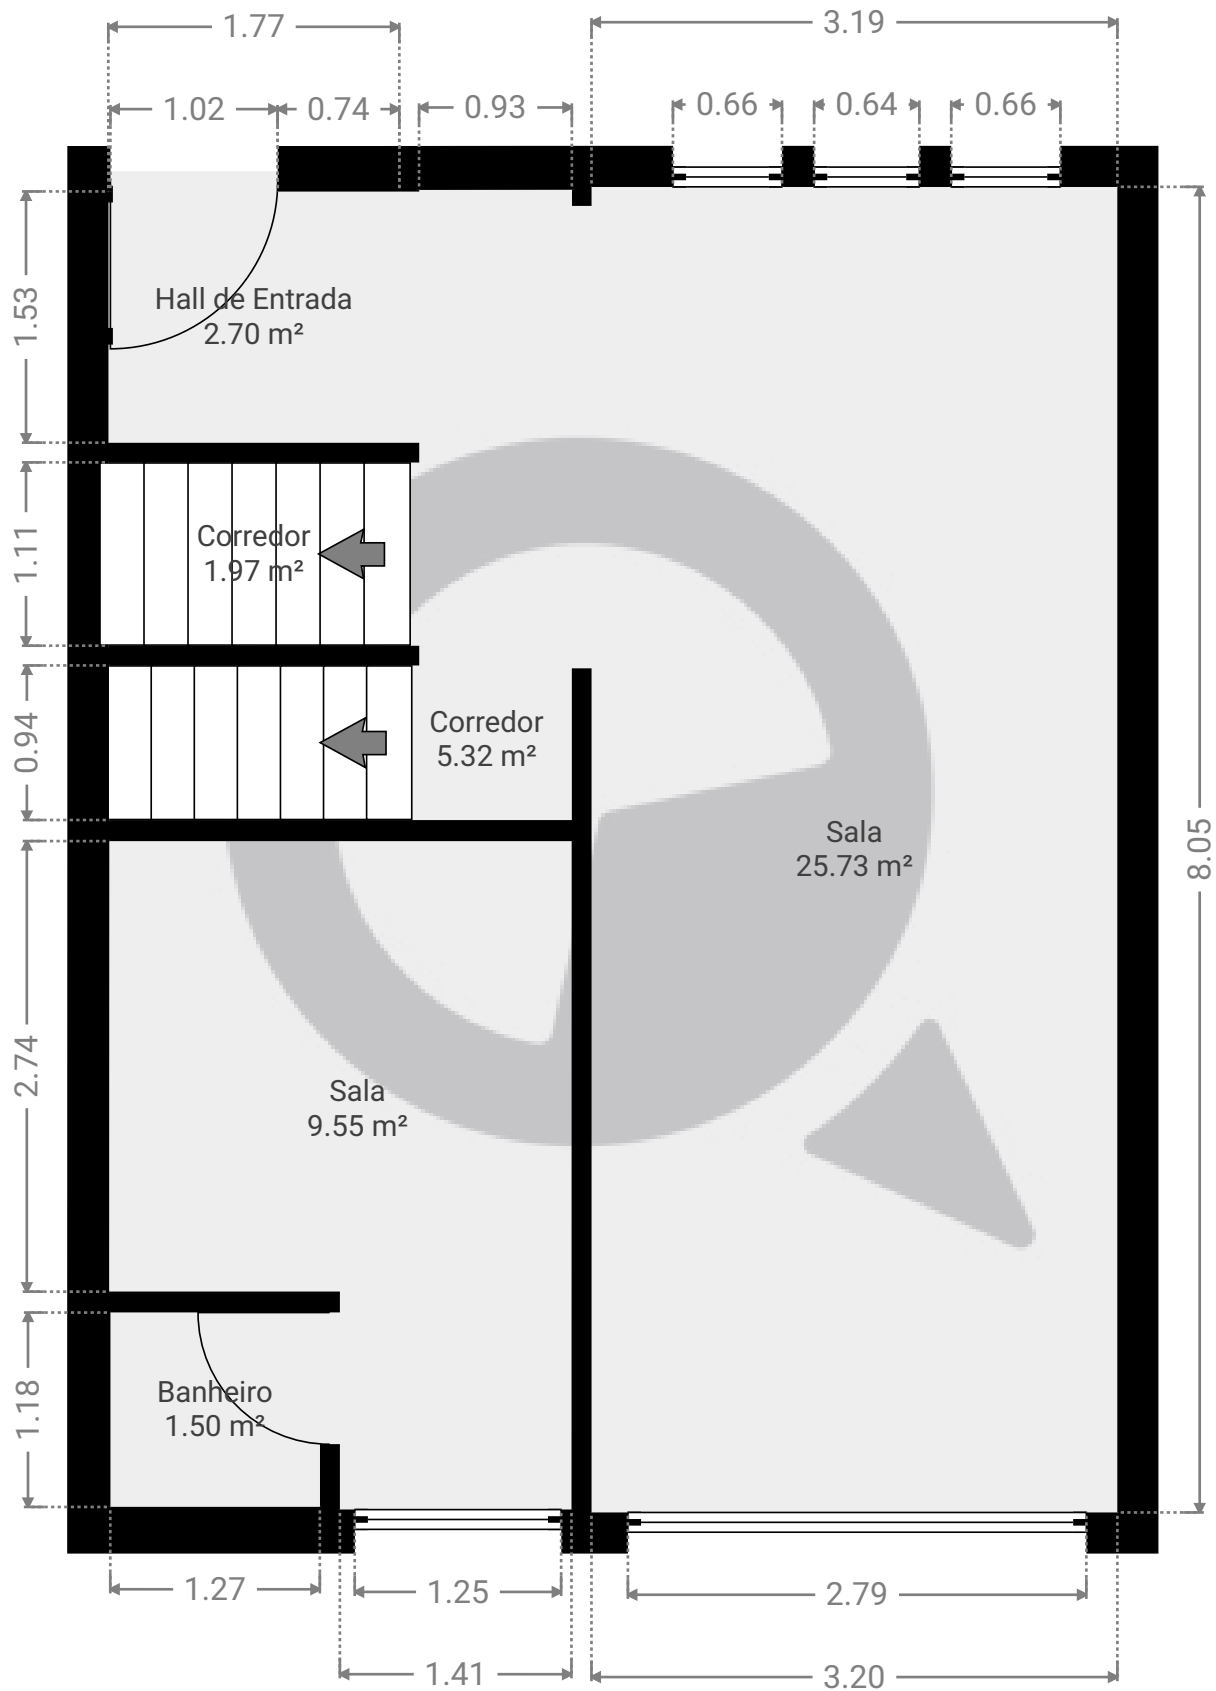 1.77
3.19
1.02
0.74
0.93
0.66
0.64
0.66
1.53
Hall de Entrada
2.70 m²
1.11
Corredor
1.97 m²
0.94
Corredor
5.32 m²
Sala
25.73 m²
8.05
2.74
Sala
9.55 m²
1.18
Banheiro
1.50 m²
1.27
1.25
2.79
1.41
3.20